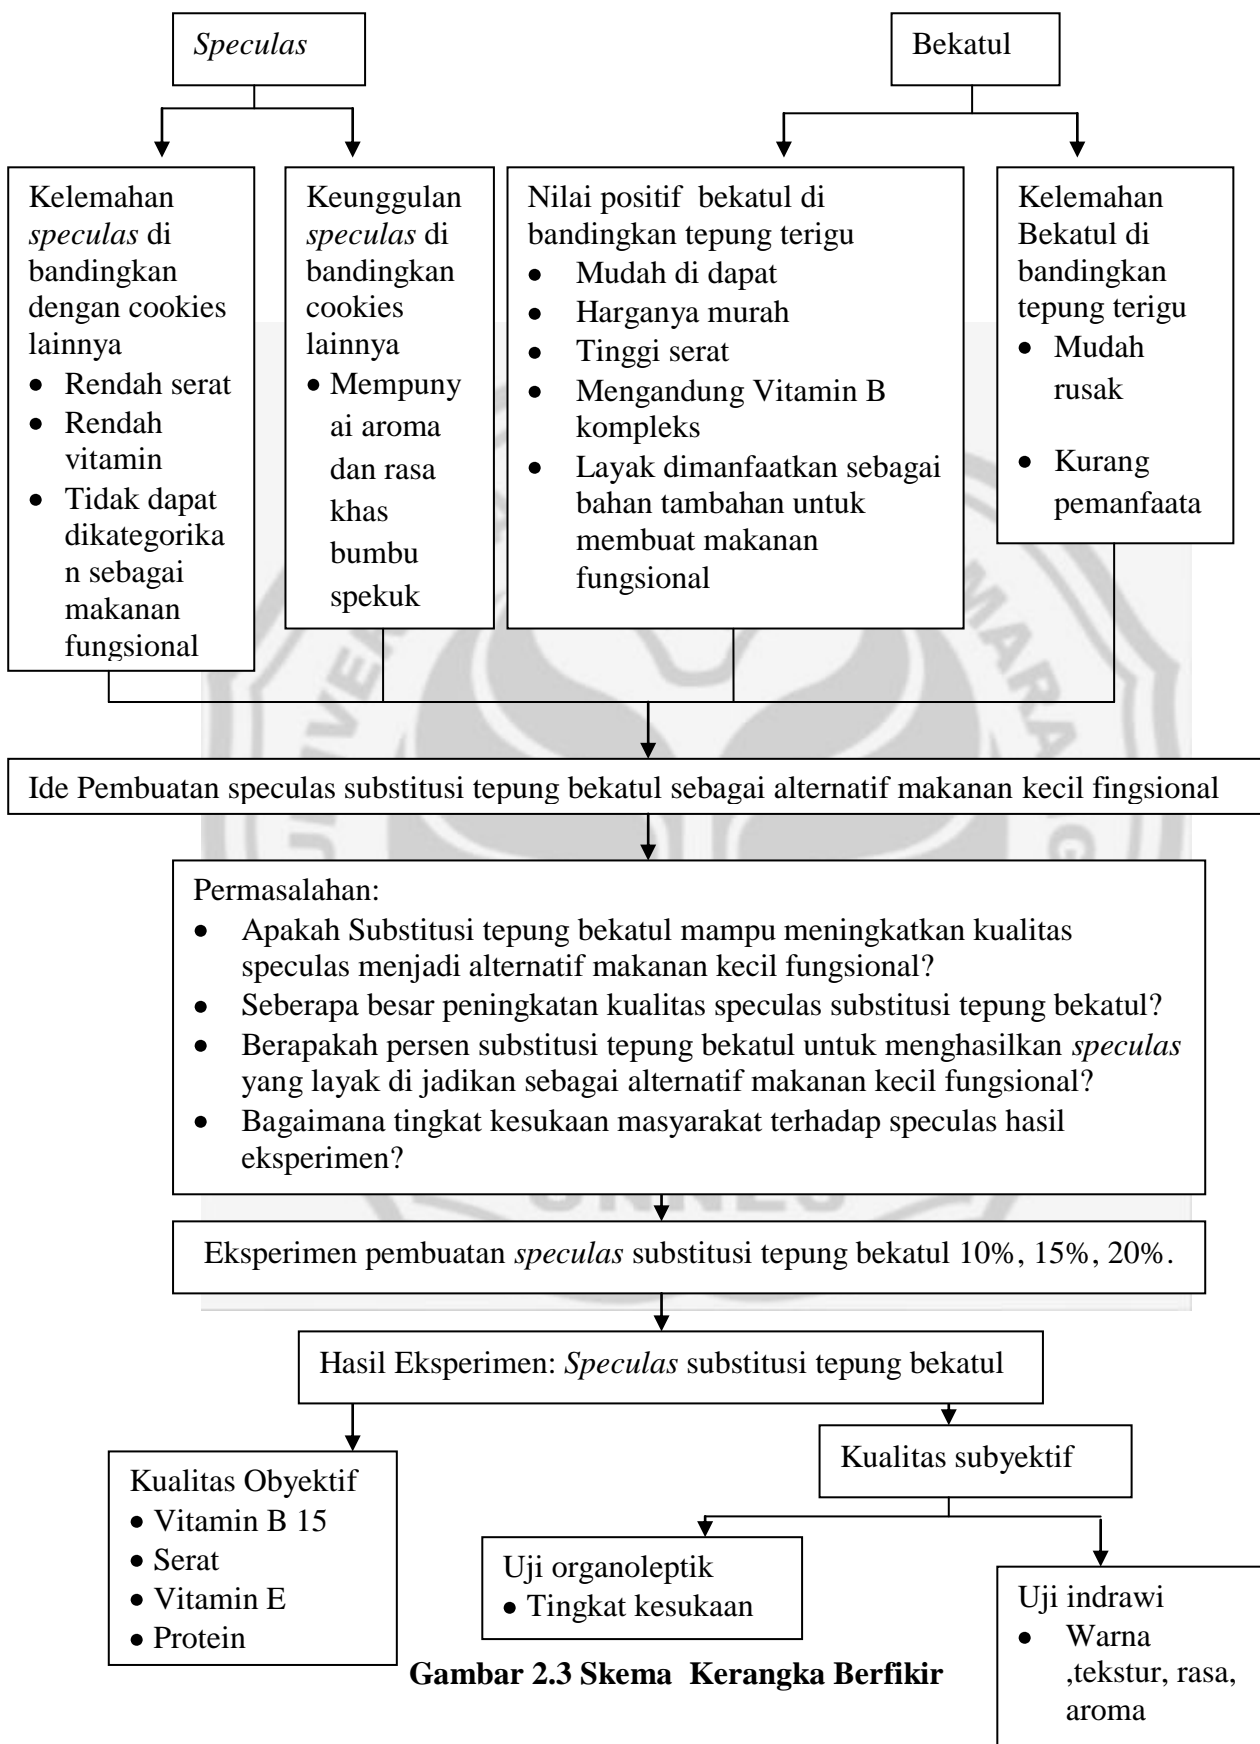 Speculas
Bekatul
Kelemahan
speculas di
bandingkan
dengan cookies
lainnya
• Rendah serat
• Rendah
vitamin
• Tidak dapat
dikategorika
n sebagai
makanan
fungsional
Keunggulan
speculas di
bandingkan
cookies
lainnya
• Mempuny
ai aroma
dan rasa
khas
bumbu
spekuk
Nilai positif bekatul di
bandingkan tepung terigu
• Mudah di dapat
• Harganya murah
• Tinggi serat
• Mengandung Vitamin B
kompleks
• Layak dimanfaatkan sebagai
bahan tambahan untuk
membuat makanan
fungsional
Kelemahan
Bekatul di
bandingkan
tepung terigu
• Mudah
rusak
• Kurang
pemanfaata
Ide Pembuatan speculas substitusi tepung bekatul sebagai alternatif makanan kecil fingsional
Permasalahan:
• Apakah Substitusi tepung bekatul mampu meningkatkan kualitas
speculas menjadi alternatif makanan kecil fungsional?
• Seberapa besar peningkatan kualitas speculas substitusi tepung bekatul?
• Berapakah persen substitusi tepung bekatul untuk menghasilkan speculas
yang layak di jadikan sebagai alternatif makanan kecil fungsional?
• Bagaimana tingkat kesukaan masyarakat terhadap speculas hasil
eksperimen?
Eksperimen pembuatan speculas substitusi tepung bekatul 10%, 15%, 20%.
Hasil Eksperimen: Speculas substitusi tepung bekatul
Kualitas Obyektif
• Vitamin B 15
• Serat
• Vitamin E
• Protein
Kualitas subyektif
Uji organoleptik
• Tingkat kesukaan
Uji indrawi
• Warna
,tekstur, rasa,
aroma
Gambar 2.3 Skema Kerangka Berfikir